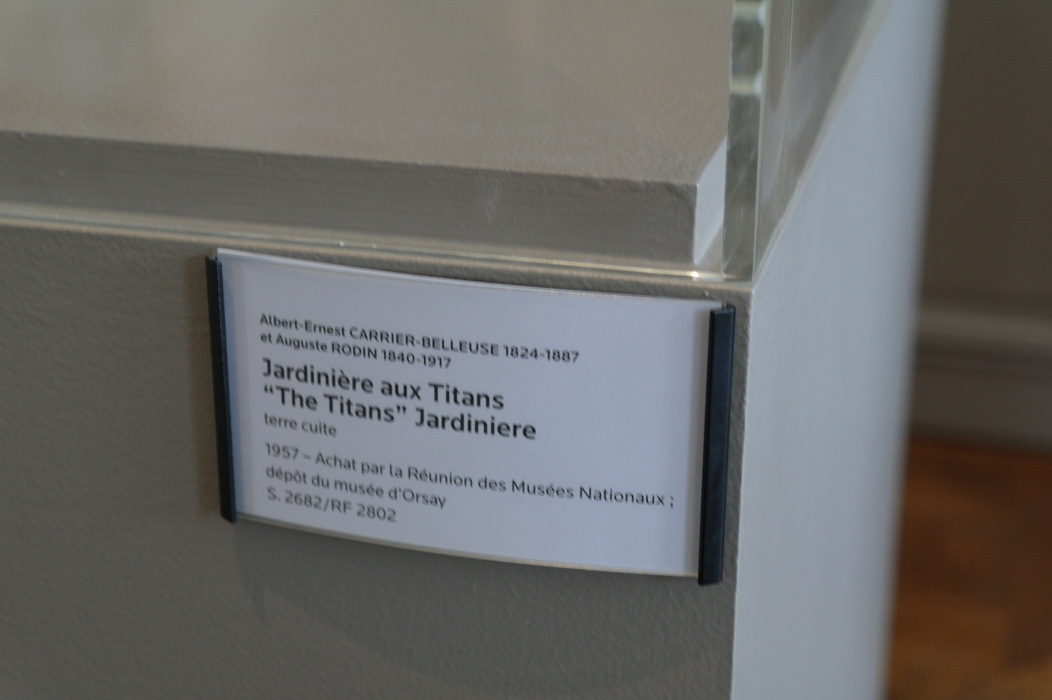 Albert-Ernest CARRIER-BELLEUSE 1824-1887
et Auguste RODIN 1840-1917
Jardinière aux Titans
“The Titans” Jardiniere
terre cuite
1957 – Achat par la Réunion des Musées Nationaux ;
dépôt du musée d’Orsay
S. 2682/RF 2802